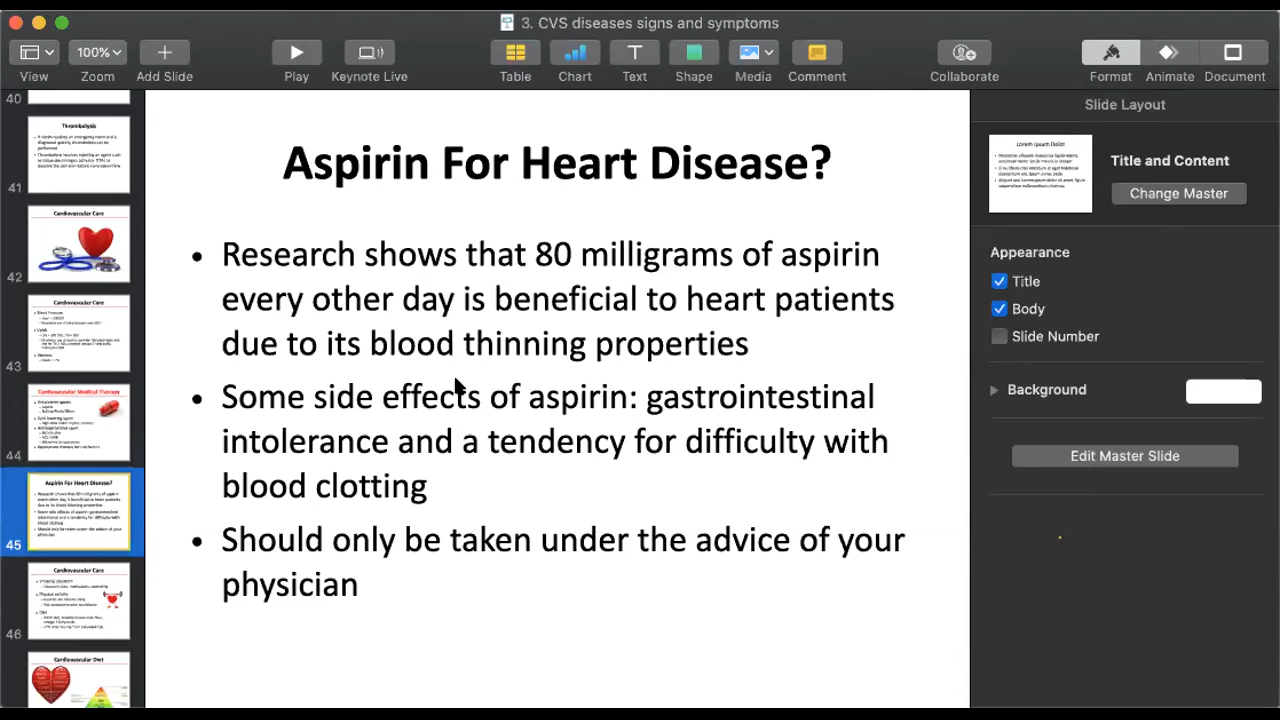 3. CVS diseases signs and symptoms
100%
View
Zoom
Add Slide
Play
Keynote Live
Table
Chart
Text
Shape
Media
Comment
Collaborate
Format
Animate
Document
40
Thrombolysis
41
Cardiovascular Care
42
Cardiovascular Care
43
Cardiovascular Medical Therapy
44
Aspirin For Heart Disease?
45
Cardiovascular Care
46
Cardiovascular Diet
Aspirin For Heart Disease?
• Research shows that 80 milligrams of aspirin
every other day is beneficial to heart patients
due to its blood thinning properties
• Some side effects of aspirin: gastrointestinal
intolerance and a tendency for difficulty with
blood clotting
• Should only be taken under the advice of your
physician
Slide Layout
Lorem Ipsum Dolor
Title and Content
Change Master
Appearance
Title
Body
Slide Number
Background
Edit Master Slide